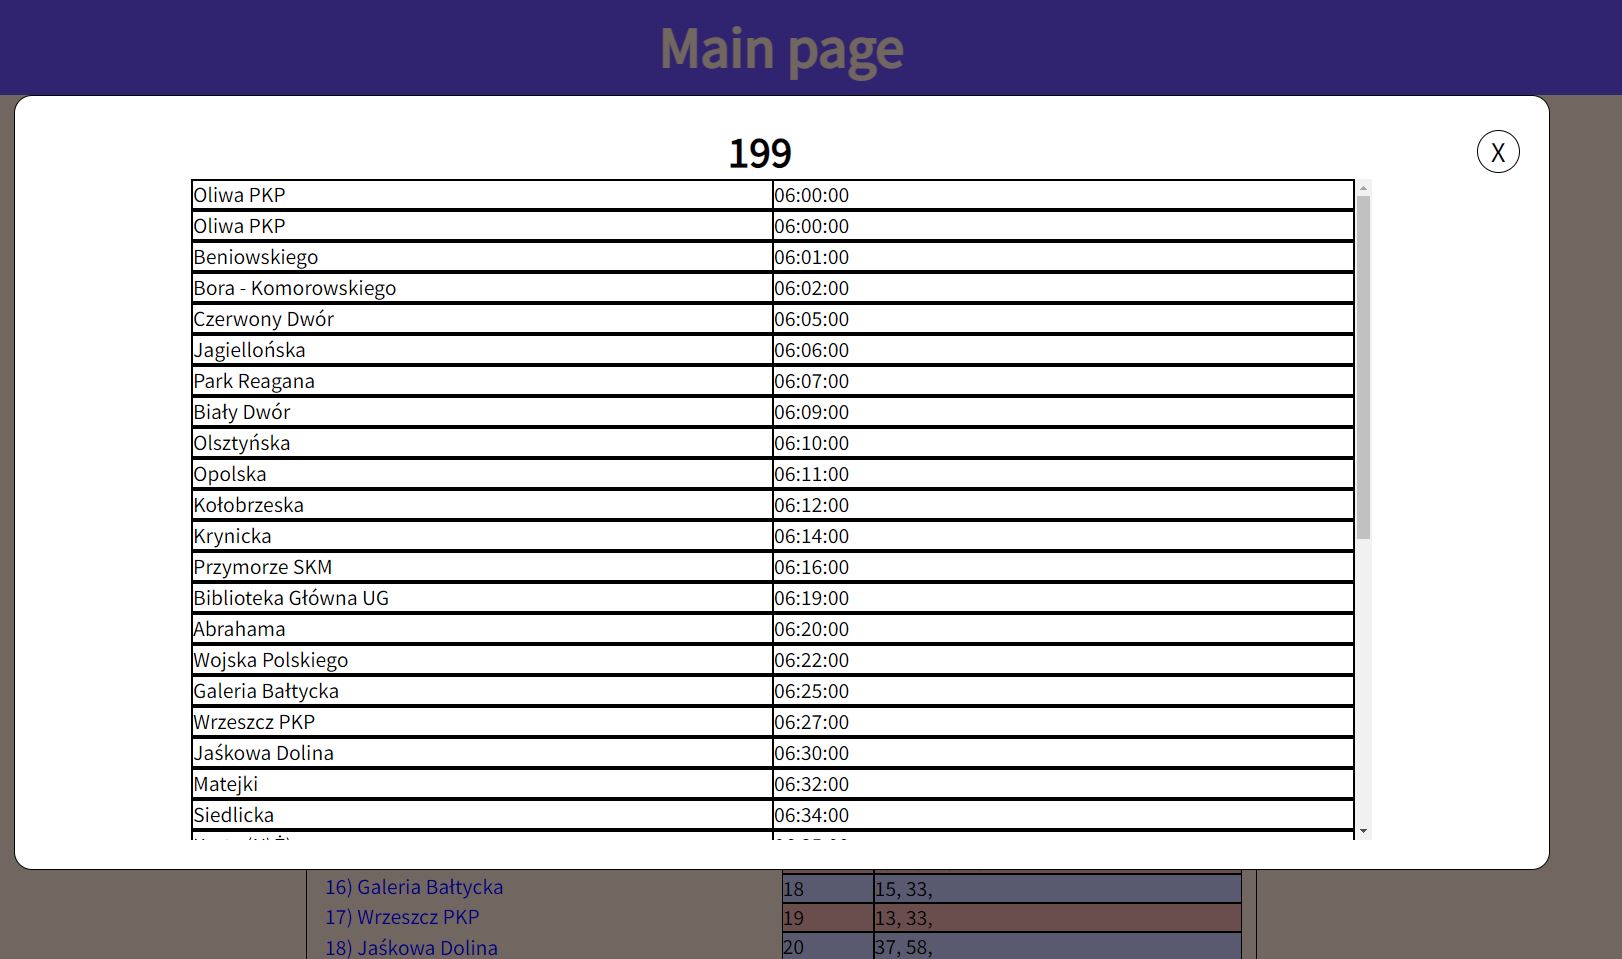 Main page
199
X
Oliwa PKP 06:00:00
Oliwa PKP 06:00:00
Beniowskiego 06:01:00
Bora - Komorowskiego 06:02:00
Czerwony Dwór 06:05:00
Jagiellońska 06:06:00
Park Reagana 06:07:00
Biały Dwór 06:09:00
Olsztyńska 06:10:00
Opolska 06:11:00
Kołobrzeska 06:12:00
Krynicka 06:14:00
Przymorze SKM 06:16:00
Biblioteka Główna UG 06:19:00
Abrahama 06:20:00
Wojska Polskiego 06:22:00
Galeria Bałtycka 06:25:00
Wrzeszcz PKP 06:27:00
Jaśkowa Dolina 06:30:00
Matejki 06:32:00
Siedlicka 06:34:00
16) Galeria Bałtycka 18 15, 33,
17) Wrzeszcz PKP 19 13, 33,
18) Jaśkowa Dolina 20 37, 58,